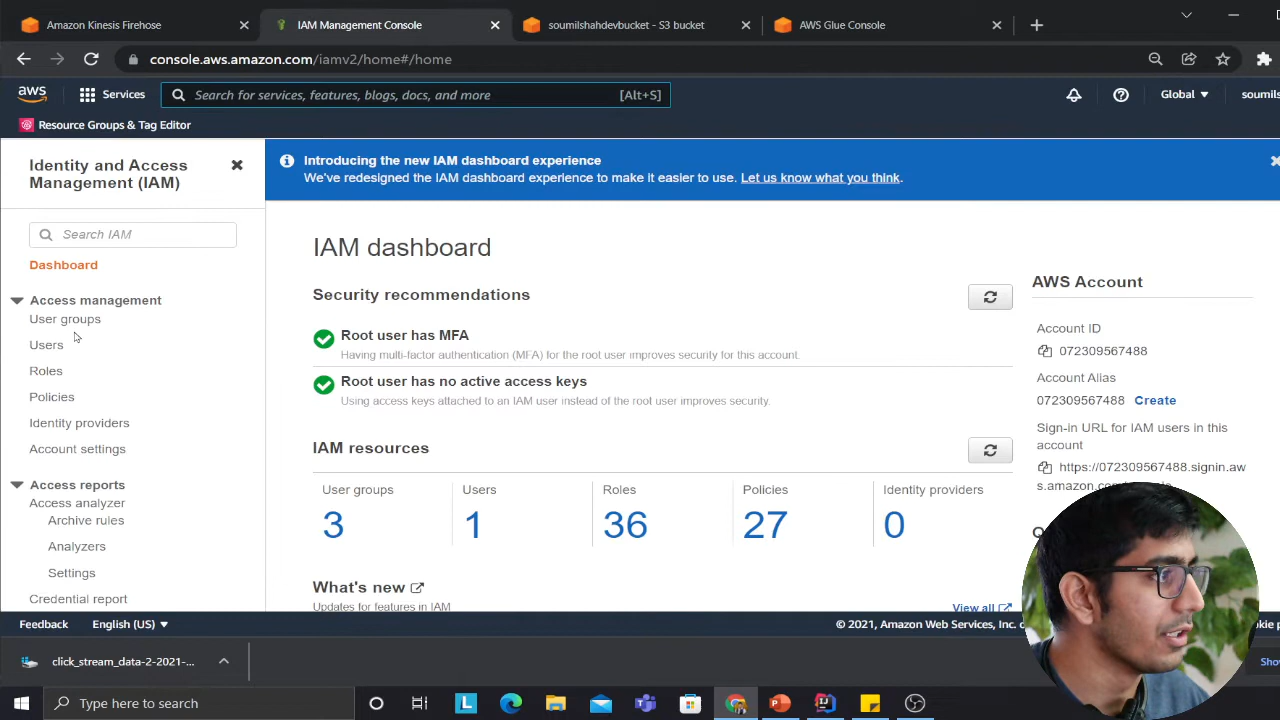 Amazon Kinesis Firehose
IAM Management Console
soumilshahdevbucket - S3 bucket
AWS Glue Console
console.aws.amazon.com/iamv2/home#/home
aws
Services
Search for services, features, blogs, docs, and more
[Alt+S]
Global
soumils
Resource Groups & Tag Editor
Identity and Access
Management (IAM)
Search IAM
Dashboard
Access management
User groups
Users
Roles
Policies
Identity providers
Account settings
Access reports
Access analyzer
Archive rules
Analyzers
Settings
Credential report
Introducing the new IAM dashboard experience
We've redesigned the IAM dashboard experience to make it easier to use. Let us know what you think.
IAM dashboard
Security recommendations
Root user has MFA
Having multi-factor authentication (MFA) for the root user improves security for this account.
Root user has no active access keys
Using access keys attached to an IAM user instead of the root user improves security.
IAM resources
User groups
3
Users
1
Roles
36
Policies
27
Identity providers
0
What's new
Updates for features in IAM
View all
AWS Account
Account ID
072309567488
Account Alias
072309567488 Create
Sign-in URL for IAM users in this
account
https://072309567488.signin.aw
s.amazon.com
Feedback
English (US)
© 2021, Amazon Web Services, Inc.
click_stream_data-2-2021-...
Type here to search